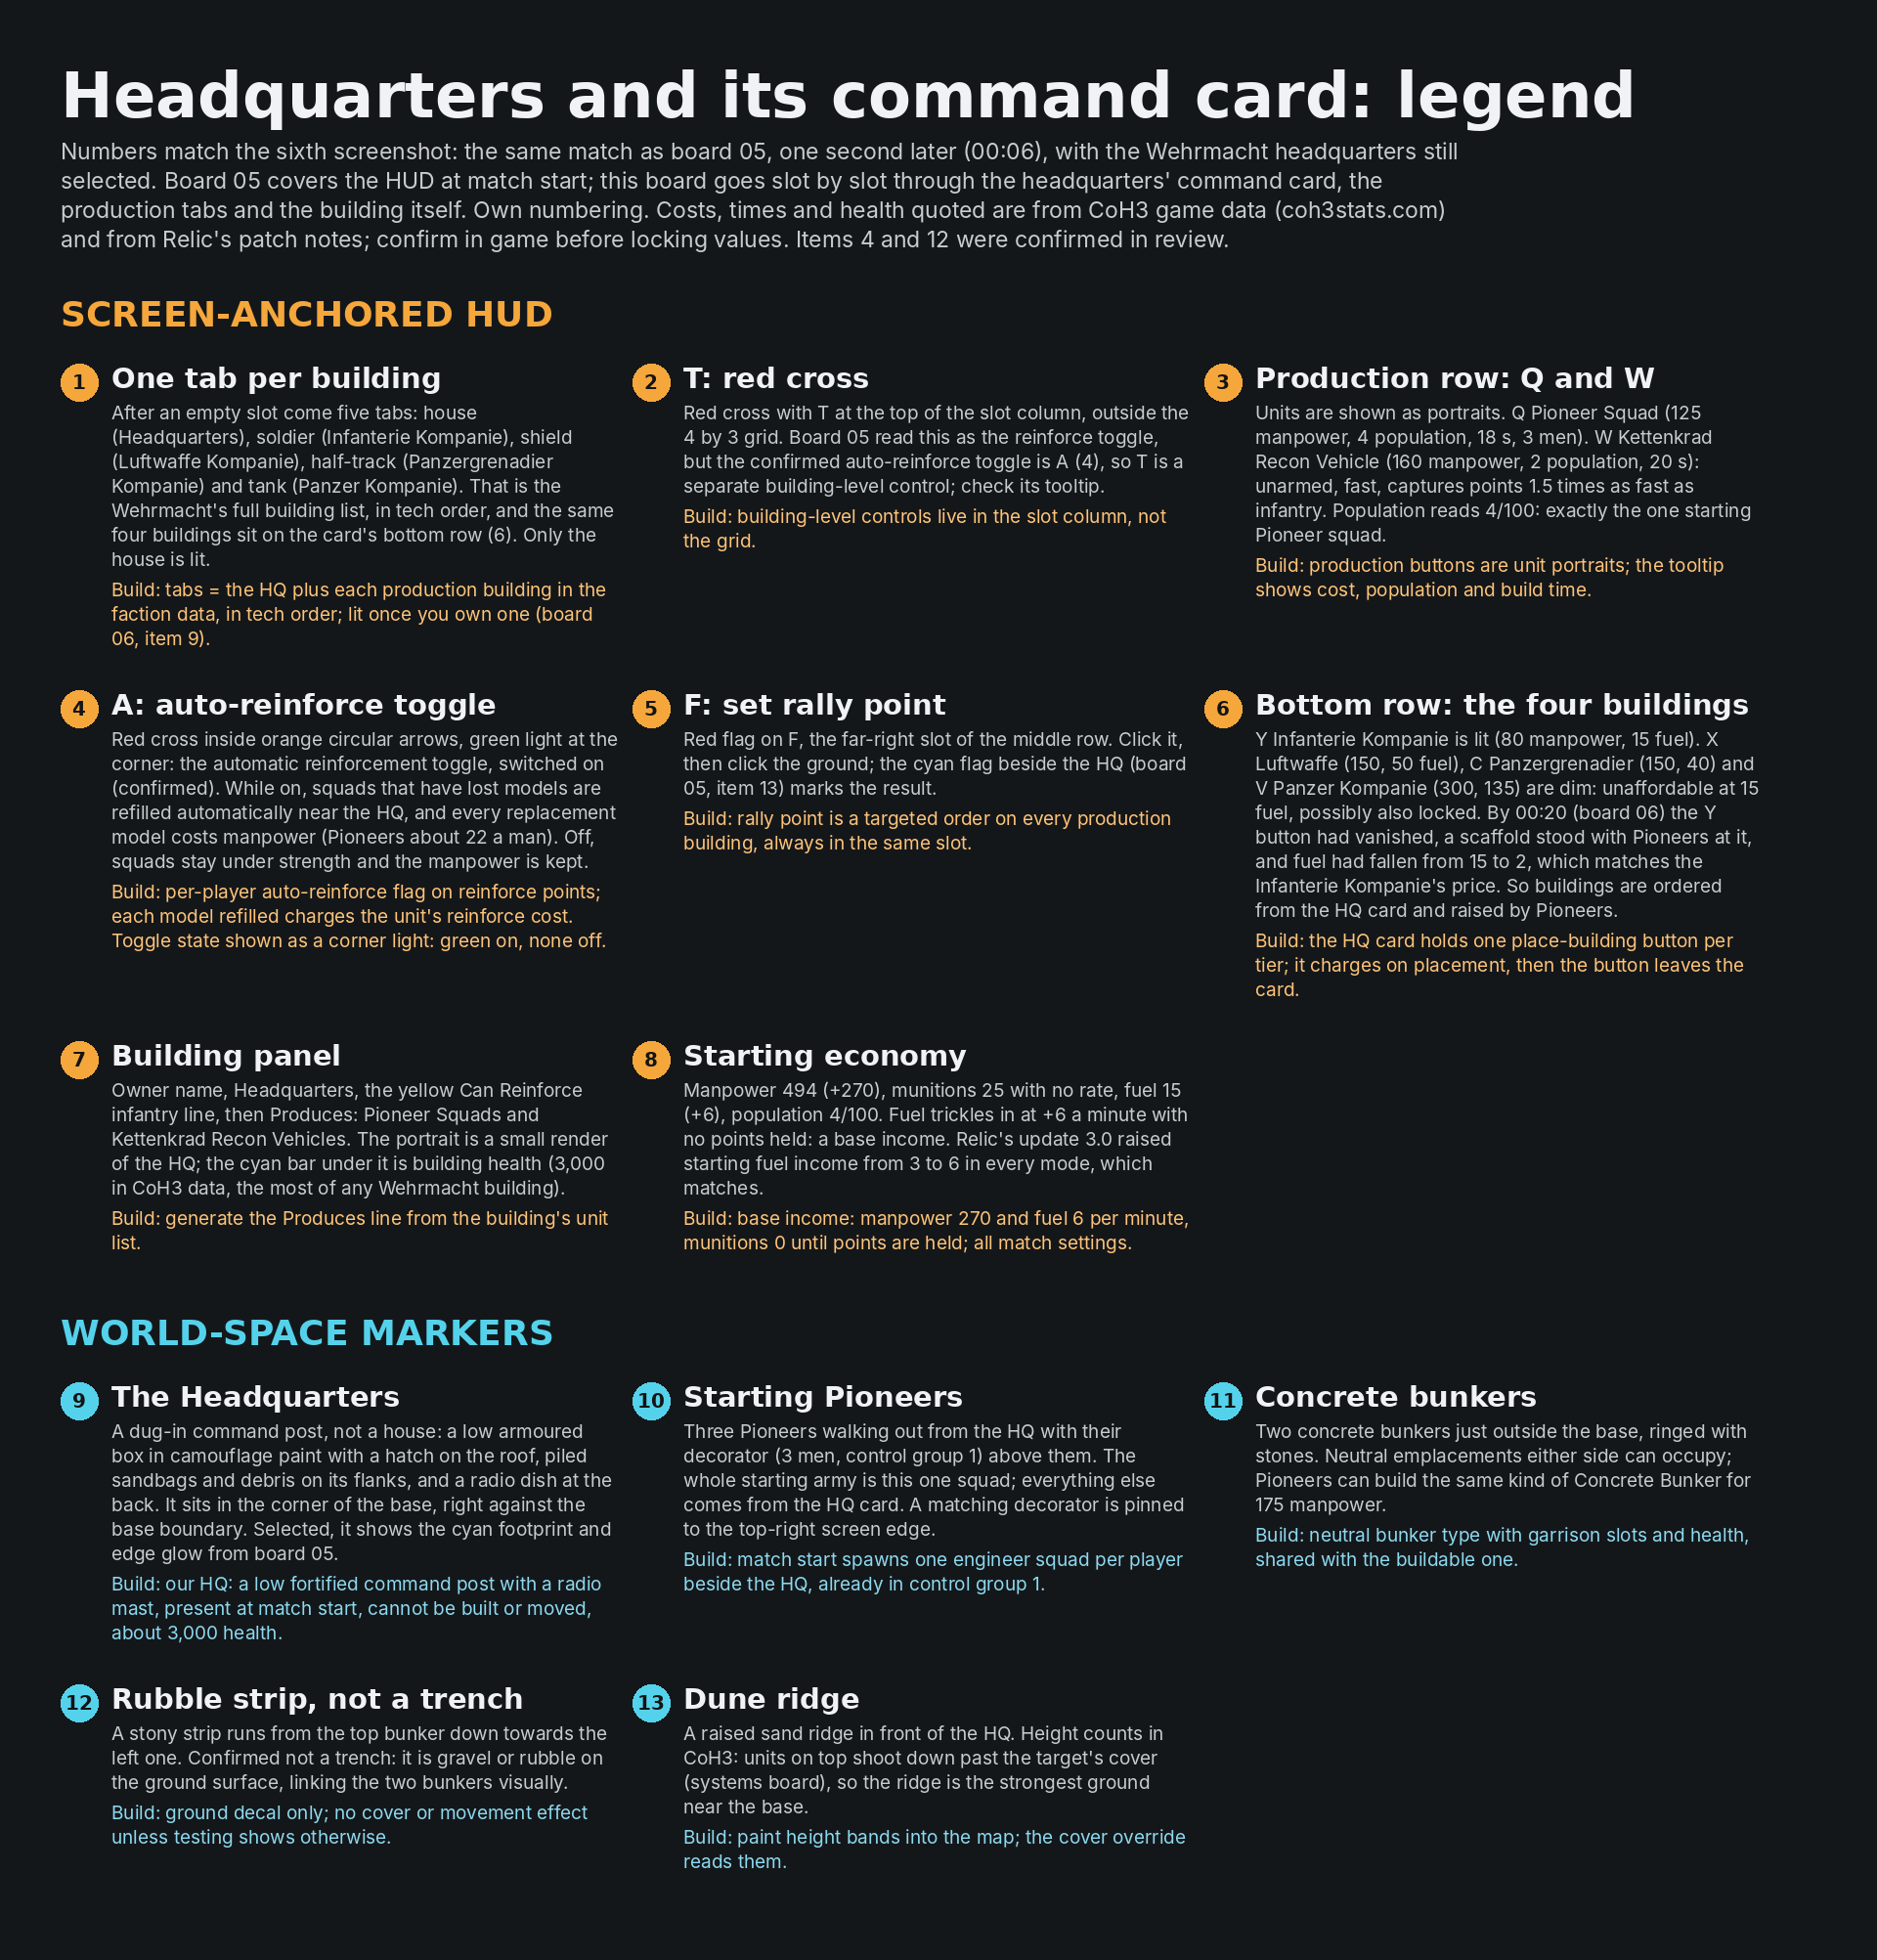 Headquarters and its command card: legend
Numbers match the sixth screenshot: the same match as board 05, one second later (00:06), with the Wehrmacht headquarters still
selected. Board 05 covers the HUD at match start; this board goes slot by slot through the headquarters' command card, the
production tabs and the building itself. Own numbering. Costs, times and health quoted are from CoH3 game data (coh3stats.com)
and from Relic's patch notes; confirm in game before locking values. Items 4 and 12 were confirmed in review.
SCREEN-ANCHORED HUD
1 One tab per building
After an empty slot come five tabs: house
(Headquarters), soldier (Infanterie Kompanie), shield
(Luftwaffe Kompanie), half-track (Panzergrenadier
Kompanie) and tank (Panzer Kompanie). That is the
Wehrmacht's full building list, in tech order, and the same
four buildings sit on the card's bottom row (6). Only the
house is lit.
Build: tabs = the HQ plus each production building in the
faction data, in tech order; lit once you own one (board
06, item 9).
2 T: red cross
Red cross with T at the top of the slot column, outside the
4 by 3 grid. Board 05 read this as the reinforce toggle,
but the confirmed auto-reinforce toggle is A (4), so T is a
separate building-level control; check its tooltip.
Build: building-level controls live in the slot column, not
the grid.
3 Production row: Q and W
Units are shown as portraits. Q Pioneer Squad (125
manpower, 4 population, 18 s, 3 men). W Kettenkrad
Recon Vehicle (160 manpower, 2 population, 20 s):
unarmed, fast, captures points 1.5 times as fast as
infantry. Population reads 4/100: exactly the one starting
Pioneer squad.
Build: production buttons are unit portraits; the tooltip
shows cost, population and build time.
4 A: auto-reinforce toggle
Red cross inside orange circular arrows, green light at the
corner: the automatic reinforcement toggle, switched on
(confirmed). While on, squads that have lost models are
refilled automatically near the HQ, and every replacement
model costs manpower (Pioneers about 22 a man). Off,
squads stay under strength and the manpower is kept.
Build: per-player auto-reinforce flag on reinforce points;
each model refilled charges the unit's reinforce cost.
Toggle state shown as a corner light: green on, none off.
5 F: set rally point
Red flag on F, the far-right slot of the middle row. Click it,
then click the ground; the cyan flag beside the HQ (board
05, item 13) marks the result.
Build: rally point is a targeted order on every production
building, always in the same slot.
6 Bottom row: the four buildings
Y Infanterie Kompanie is lit (80 manpower, 15 fuel). X
Luftwaffe (150, 50 fuel), C Panzergrenadier (150, 40) and
V Panzer Kompanie (300, 135) are dim: unaffordable at 15
fuel, possibly also locked. By 00:20 (board 06) the Y
button had vanished, a scaffold stood with Pioneers at it,
and fuel had fallen from 15 to 2, which matches the
Infanterie Kompanie's price. So buildings are ordered
from the HQ card and raised by Pioneers.
Build: the HQ card holds one place-building button per
tier; it charges on placement, then the button leaves the
card.
7 Building panel
Owner name, Headquarters, the yellow Can Reinforce
infantry line, then Produces: Pioneer Squads and
Kettenkrad Recon Vehicles. The portrait is a small render
of the HQ; the cyan bar under it is building health (3,000
in CoH3 data, the most of any Wehrmacht building).
Build: generate the Produces line from the building's unit
list.
8 Starting economy
Manpower 494 (+270), munitions 25 with no rate, fuel 15
(+6), population 4/100. Fuel trickles in at +6 a minute with
no points held: a base income. Relic's update 3.0 raised
starting fuel income from 3 to 6 in every mode, which
matches.
Build: base income: manpower 270 and fuel 6 per minute,
munitions 0 until points are held; all match settings.
WORLD-SPACE MARKERS
9 The Headquarters
A dug-in command post, not a house: a low armoured
box in camouflage paint with a hatch on the roof, piled
sandbags and debris on its flanks, and a radio dish at the
back. It sits in the corner of the base, right against the
base boundary. Selected, it shows the cyan footprint and
edge glow from board 05.
Build: our HQ: a low fortified command post with a radio
mast, present at match start, cannot be built or moved,
about 3,000 health.
10 Starting Pioneers
Three Pioneers walking out from the HQ with their
decorator (3 men, control group 1) above them. The
whole starting army is this one squad; everything else
comes from the HQ card. A matching decorator is pinned
to the top-right screen edge.
Build: match start spawns one engineer squad per player
beside the HQ, already in control group 1.
11 Concrete bunkers
Two concrete bunkers just outside the base, ringed with
stones. Neutral emplacements either side can occupy;
Pioneers can build the same kind of Concrete Bunker for
175 manpower.
Build: neutral bunker type with garrison slots and health,
shared with the buildable one.
12 Rubble strip, not a trench
A stony strip runs from the top bunker down towards the
left one. Confirmed not a trench: it is gravel or rubble on
the ground surface, linking the two bunkers visually.
Build: ground decal only; no cover or movement effect
unless testing shows otherwise.
13 Dune ridge
A raised sand ridge in front of the HQ. Height counts in
CoH3: units on top shoot down past the target's cover
(systems board), so the ridge is the strongest ground
near the base.
Build: paint height bands into the map; the cover override
reads them.